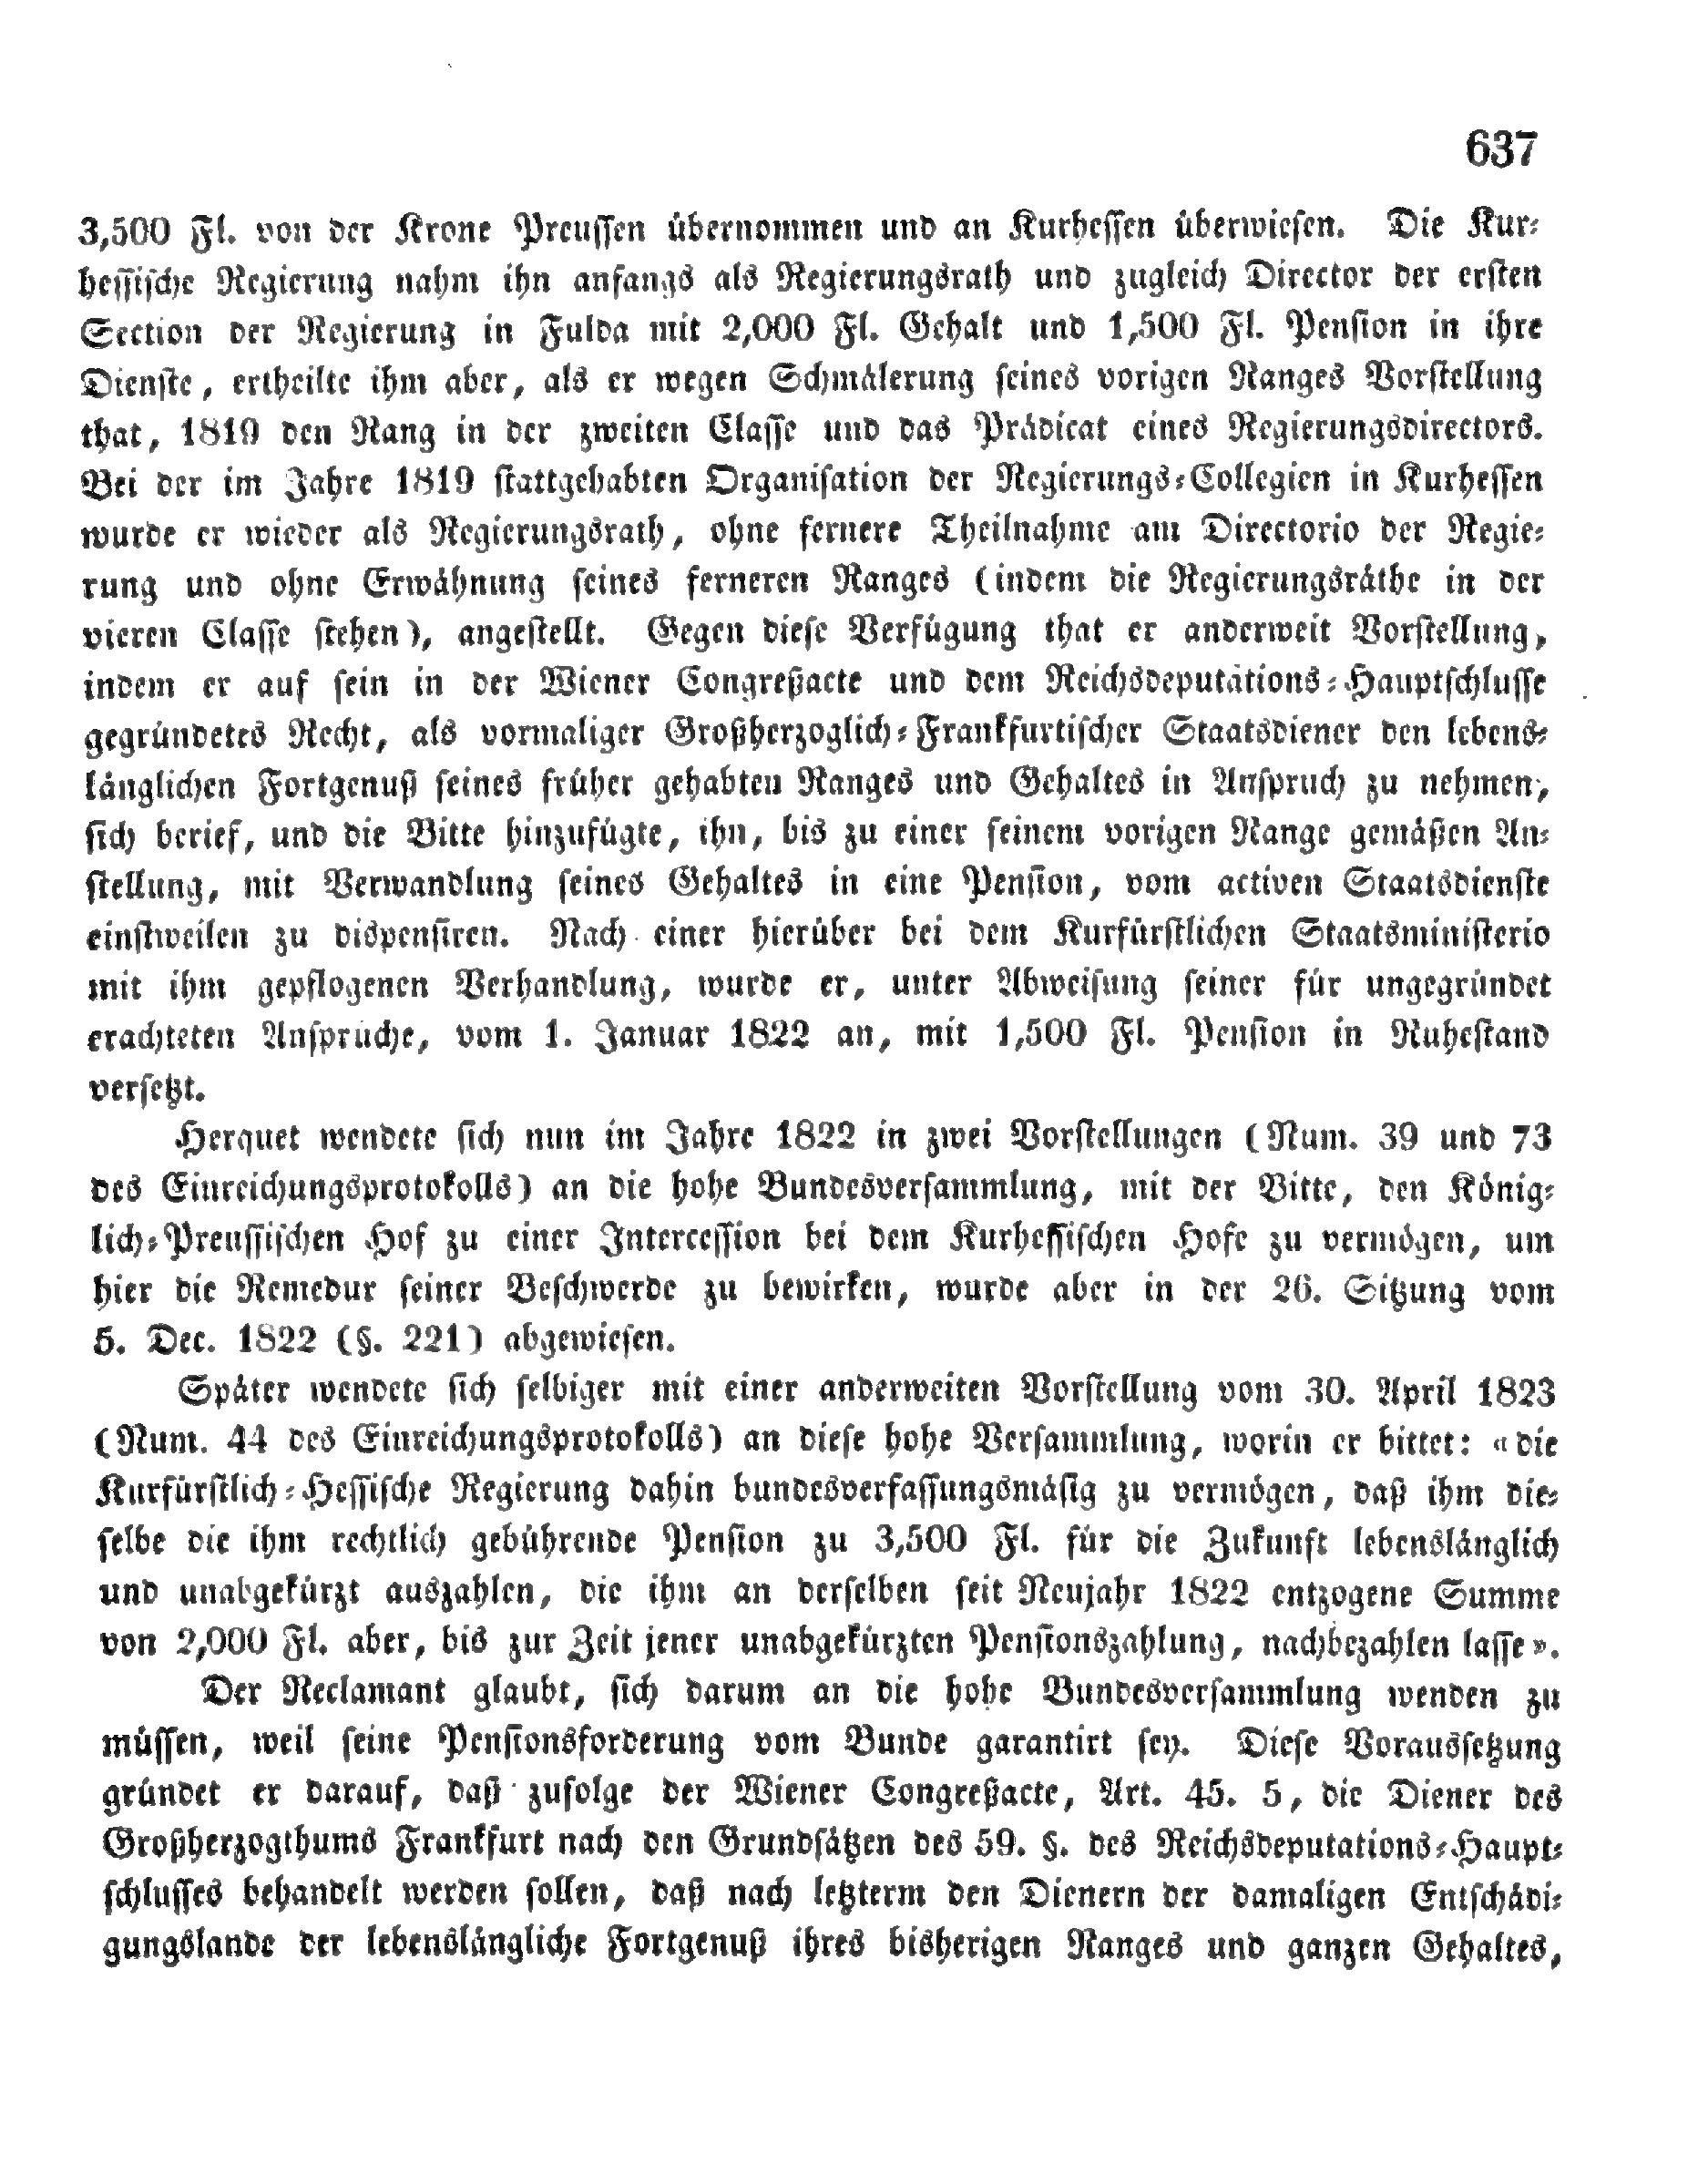 637
3,500 Fl. von der Krone Preussen übernommen und an Kurhessen überwiesen. Die Kur-
hessische Regierung nahm ihn anfangs als Regierungsrath und zugleich Director der ersten
Section der Regierung in Fulda mit 2,000 Fl. Gehalt und 1,500 Fl. Pension in ihre
Dienste, ertheilte ihm aber, als er wegen Schmälerung seines vorigen Ranges Vorstellung
that, 1819 den Rang in der zweiten Classe und das Prädicat eines Regierungsdirectors.
Bei der im Jahre 1819 stattgehabten Organisation der Regierungs-Collegien in Kurhessen
wurde er wieder als Regierungsrath, ohne fernere Theilnahme am Directorio der Regie-
rung und ohne Erwähnung seines ferneren Ranges (indem die Regierungsräthe in der
vieren Classe stehen), angestellt. Gegen diese Verfügung that er anderweit Vorstellung,
indem er auf sein in der Wiener Congreßacte und dem Reichsdeputations-Hauptschlusse
gegründetes Recht, als vormaliger Großherzoglich-Frankfurtischer Staatsdiener den lebens-
länglichen Fortgenuß seines früher gehabten Ranges und Gehaltes in Anspruch zu nehmen,
sich berief, und die Bitte hinzufügte, ihn, bis zu einer seinem vorigen Range gemäßen An-
stellung, mit Verwandlung seines Gehaltes in eine Pension, vom activen Staatsdienste
einstweilen zu dispensiren. Nach einer hierüber bei dem Kurfürstlichen Staatsministerio
mit ihm gepflogenen Verhandlung, wurde er, unter Abweisung seiner für ungegründet
erachteten Ansprüche, vom 1. Januar 1822 an, mit 1,500 Fl. Pension in Ruhestand
versetzt.
Herquet wendete sich nun im Jahre 1822 in zwei Vorstellungen (Num. 39 und 73
des Einreichungsprotokolls) an die hohe Bundesversammlung, mit der Bitte, den König-
lich-Preussischen Hof zu einer Intercession bei dem Kurhessischen Hofe zu vermögen, um
hier die Remedur seiner Beschwerde zu bewirken, wurde aber in der 26. Sitzung vom
5. Dec. 1822 (§. 221) abgewiesen.
Später wendete sich selbiger mit einer anderweiten Vorstellung vom 30. April 1823
(Num. 44 des Einreichungsprotokolls) an diese hohe Versammlung, worin er bittet: «die
Kurfürstlich-Hessische Regierung dahin bundesverfassungsmäsig zu vermögen, daß ihm die-
selbe die ihm rechtlich gebührende Pension zu 3,500 Fl. für die Zukunft lebenslänglich
und unabgekürzt auszahlen, die ihm an derselben seit Neujahr 1822 entzogene Summe
von 2,000 Fl. aber, bis zur Zeit jener unabgekürzten Pensionszahlung, nachbezahlen lasse».
Der Reclamant glaubt, sich darum an die hohe Bundesversammlung wenden zu
müssen, weil seine Pensionsforderung vom Bunde garantirt sey. Diese Voraussetzung
gründet er darauf, daß zufolge der Wiener Congreßacte, Art. 45. 5, die Diener des
Großherzogthums Frankfurt nach den Grundsätzen des 59. §. des Reichsdeputations-Haupt-
schlusses behandelt werden sollen, daß nach letzterm den Dienern der damaligen Entschädi-
gungslande der lebenslängliche Fortgenuß ihres bisherigen Ranges und ganzen Gehaltes,